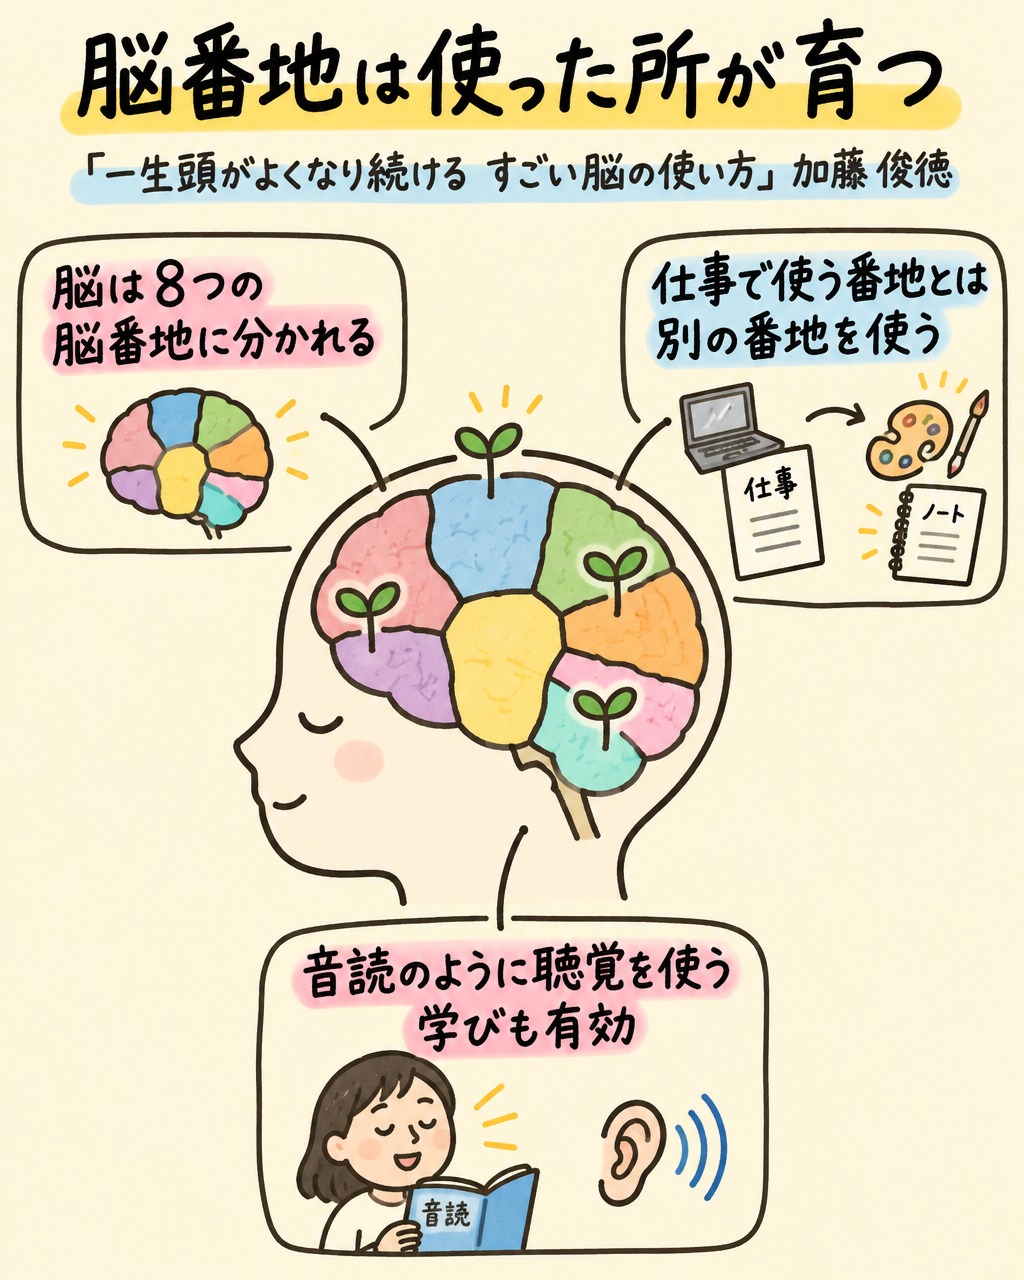 脳番地は使った所が育つ
「一生頭がよくなり続ける すごい脳の使い方」加藤 俊徳
脳は8つの
脳番地に分かれる
仕事で使う番地とは
別の番地を使う
仕事
ノート
音読のように聴覚を使う
学びも有効
音読